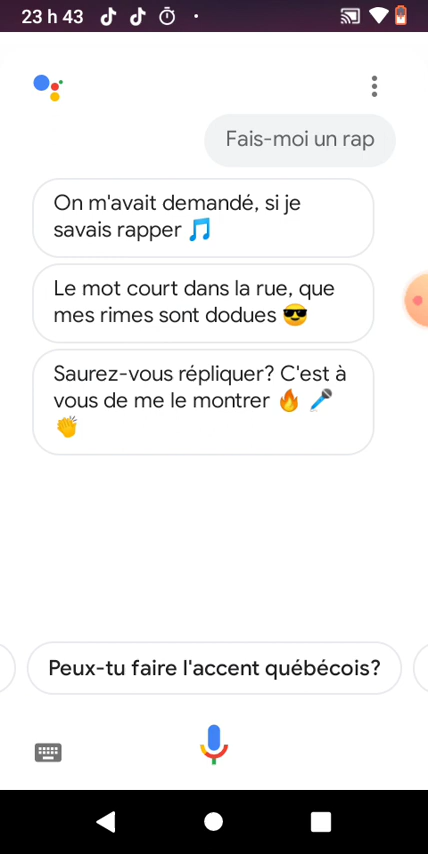 23 h 43
Fais-moi un rap
On m'avait demandé, si je
savais rapper 🎵
Le mot court dans la rue, que
mes rimes sont dodues 😎
Saurez-vous répliquer? C'est à
vous de me le montrer 🔥 🎤
👏
Peux-tu faire l'accent québécois?